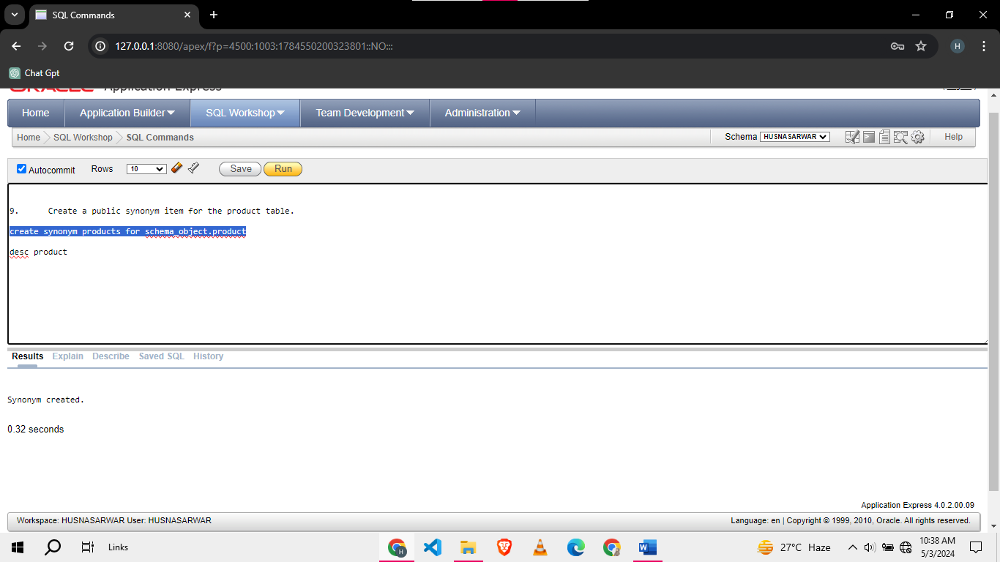 SQL Commands
127.0.0.1:8080/apex/f?p=4500:1003:1784550200323801::NO:::
H
Chat Gpt
ORACLE Application Express
Home Application Builder SQL Workshop Team Development Administration
Home SQL Workshop SQL Commands Schema HUSNASARWAR Help
Autocommit Rows 10 Save Run
9. Create a public synonym item for the product table.
create synonym products for schema_object.product
desc product
Results Explain Describe Saved SQL History
Synonym created.
0.32 seconds
Application Express 4.0.2.00.09
Workspace: HUSNASARWAR User: HUSNASARWAR Language: en | Copyright © 1999, 2010, Oracle. All rights reserved.
Links 27°C Haze 10:38 AM
5/3/2024